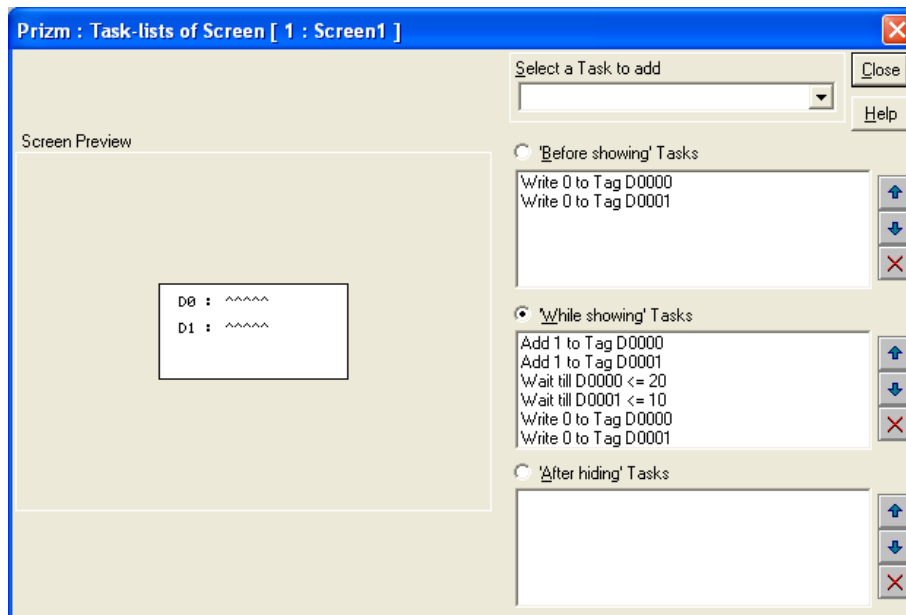 Prizm : Task-lists of Screen [ 1 : Screen1 ]
Select a Task to add
Close
Help
Screen Preview
D0 : ^^^^^
D1 : ^^^^^
'Before showing' Tasks
Write 0 to Tag D0000
Write 0 to Tag D0001
'While showing' Tasks
Add 1 to Tag D0000
Add 1 to Tag D0001
Wait till D0000 <= 20
Wait till D0001 <= 10
Write 0 to Tag D0000
Write 0 to Tag D0001
'After hiding' Tasks